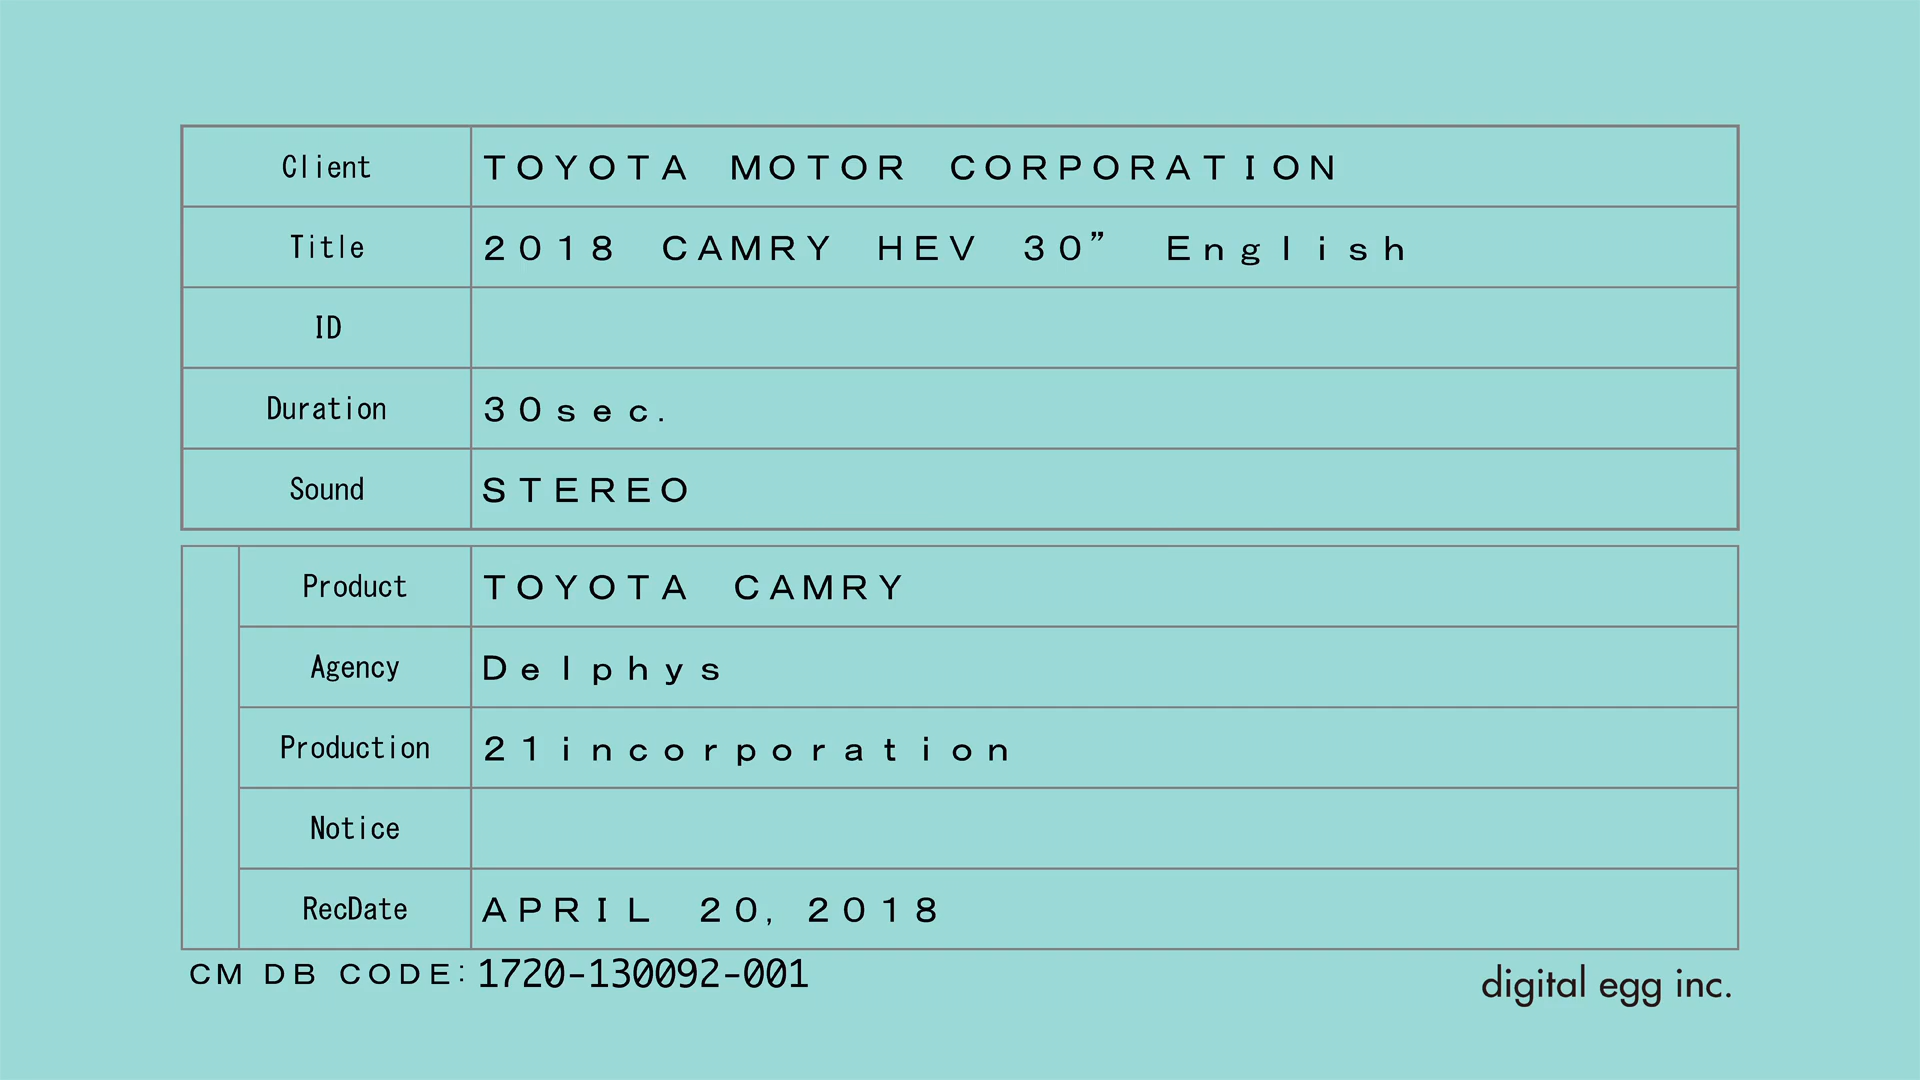 Client TOYOTA MOTOR CORPORATION
Title 2018 CAMRY HEV 30” English
ID
Duration 30sec.
Sound STEREO
Product TOYOTA CAMRY
Agency Delphys
Production 21incorporation
Notice
RecDate APRIL 20, 2018
CM DB CODE: 1720-130092-001
digital egg inc.